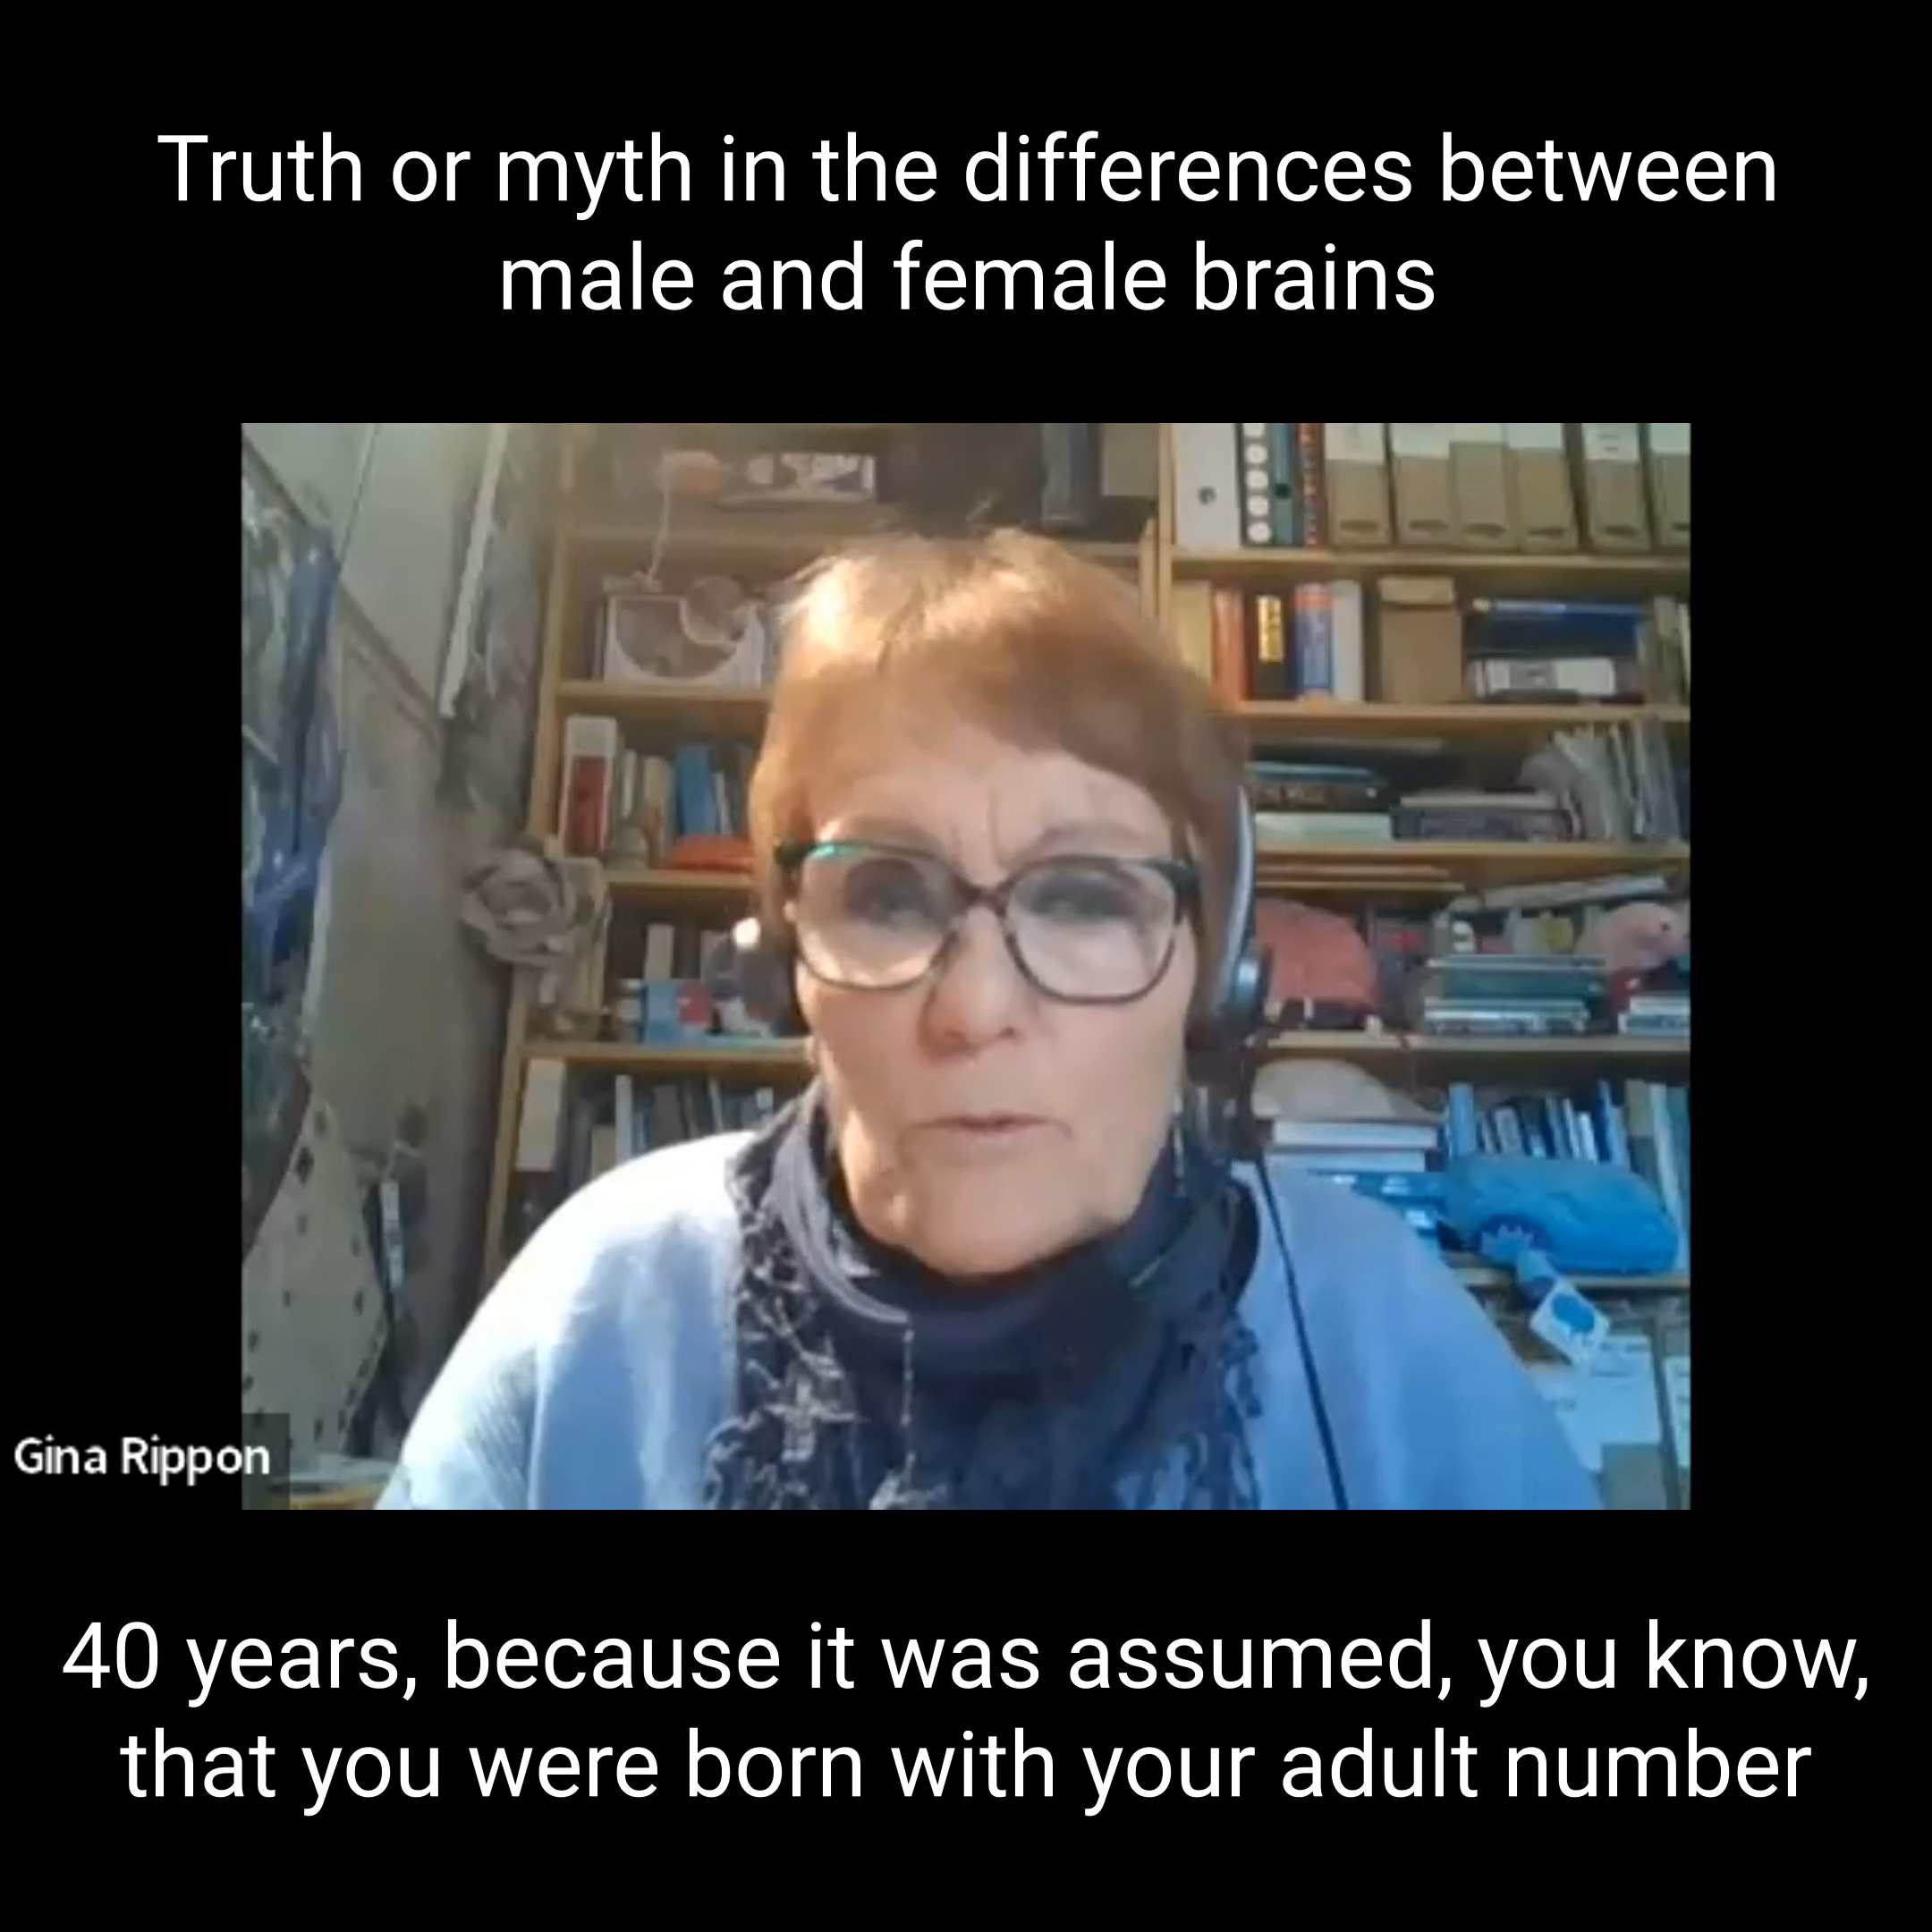 Truth or myth in the differences between
male and female brains
Gina Rippon
40 years, because it was assumed, you know,
that you were born with your adult number